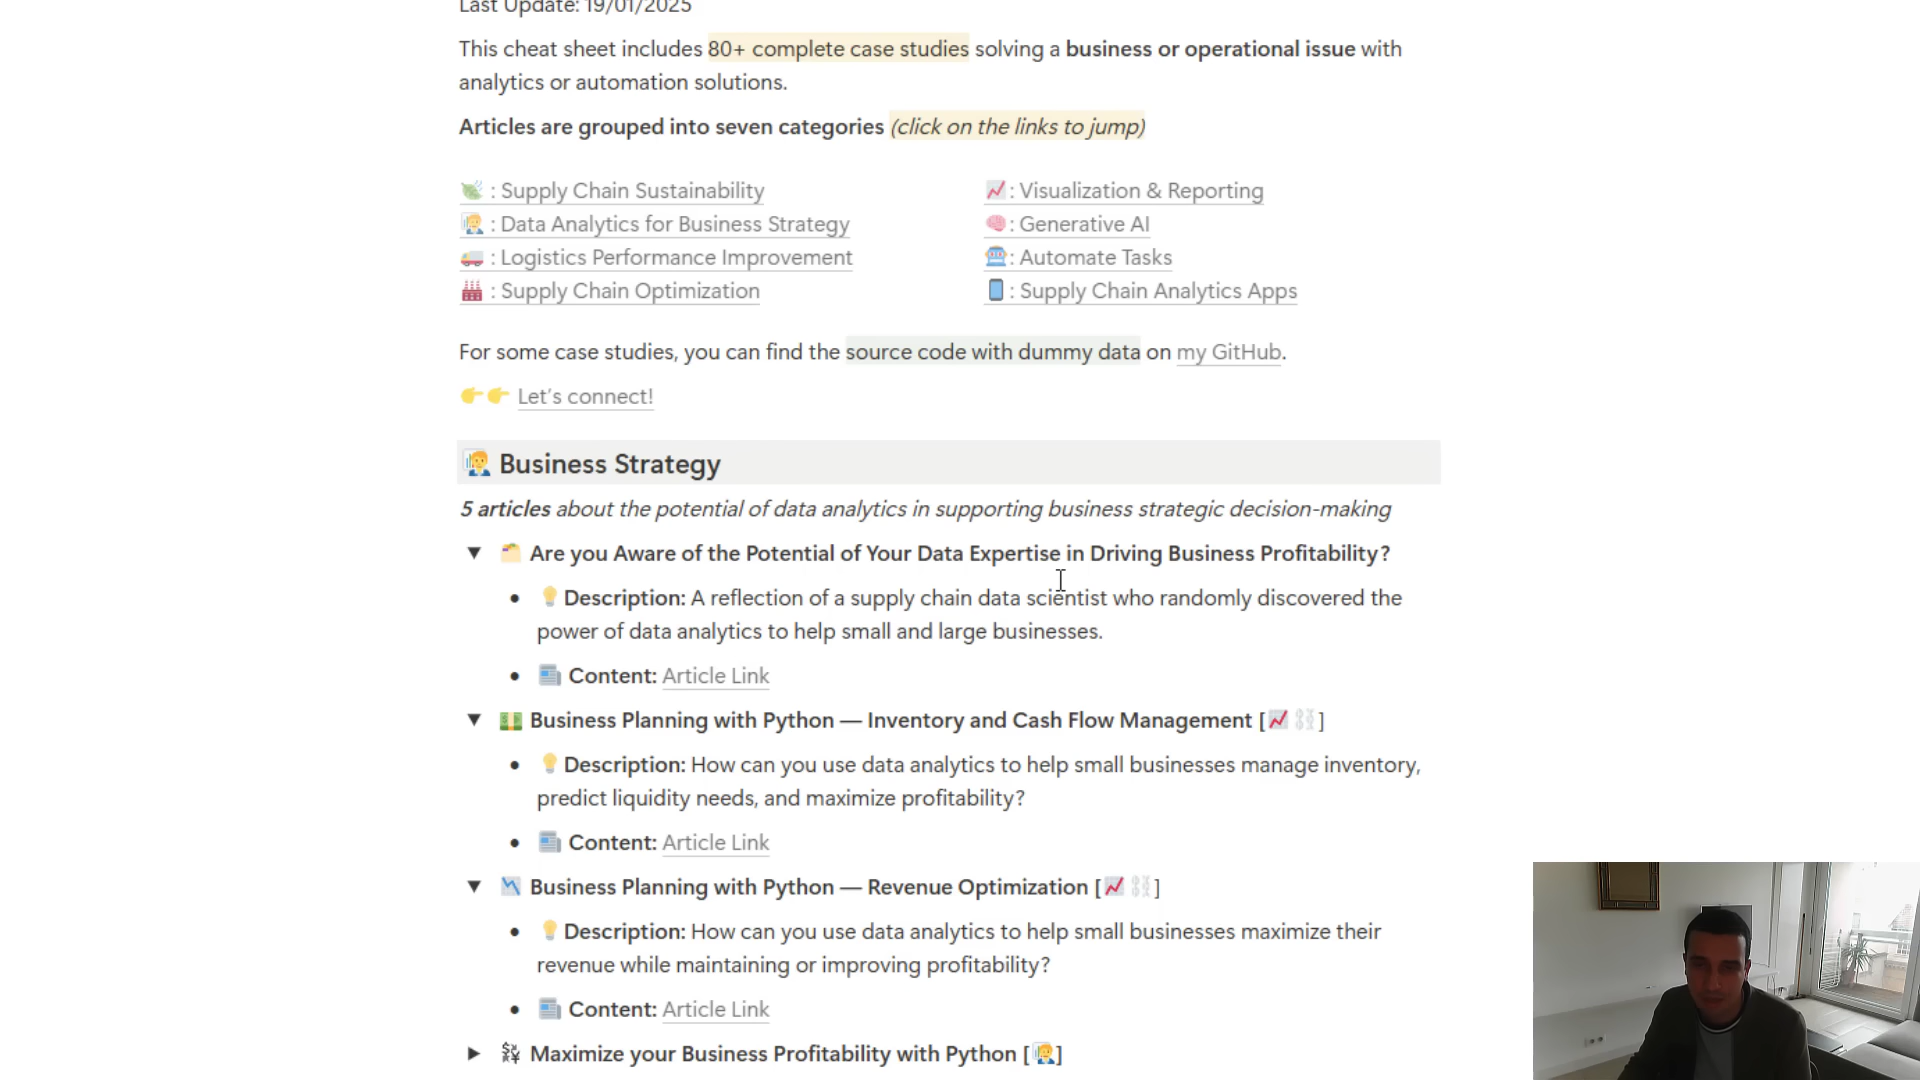 Last Update: 19/01/2025
This cheat sheet includes 80+ complete case studies solving a business or operational issue with
analytics or automation solutions.
Articles are grouped into seven categories (click on the links to jump)
: Supply Chain Sustainability
: Data Analytics for Business Strategy
: Logistics Performance Improvement
: Supply Chain Optimization
: Visualization & Reporting
: Generative AI
: Automate Tasks
: Supply Chain Analytics Apps
For some case studies, you can find the source code with dummy data on my GitHub.
👉👉 Let's connect!
Business Strategy
5 articles about the potential of data analytics in supporting business strategic decision-making
Are you Aware of the Potential of Your Data Expertise in Driving Business Profitability?
Description: A reflection of a supply chain data scientist who randomly discovered the
power of data analytics to help small and large businesses.
Content: Article Link
Business Planning with Python — Inventory and Cash Flow Management [📈⛓]
Description: How can you use data analytics to help small businesses manage inventory,
predict liquidity needs, and maximize profitability?
Content: Article Link
Business Planning with Python — Revenue Optimization [📈⛓]
Description: How can you use data analytics to help small businesses maximize their
revenue while maintaining or improving profitability?
Content: Article Link
Maximize your Business Profitability with Python [👨‍💼]